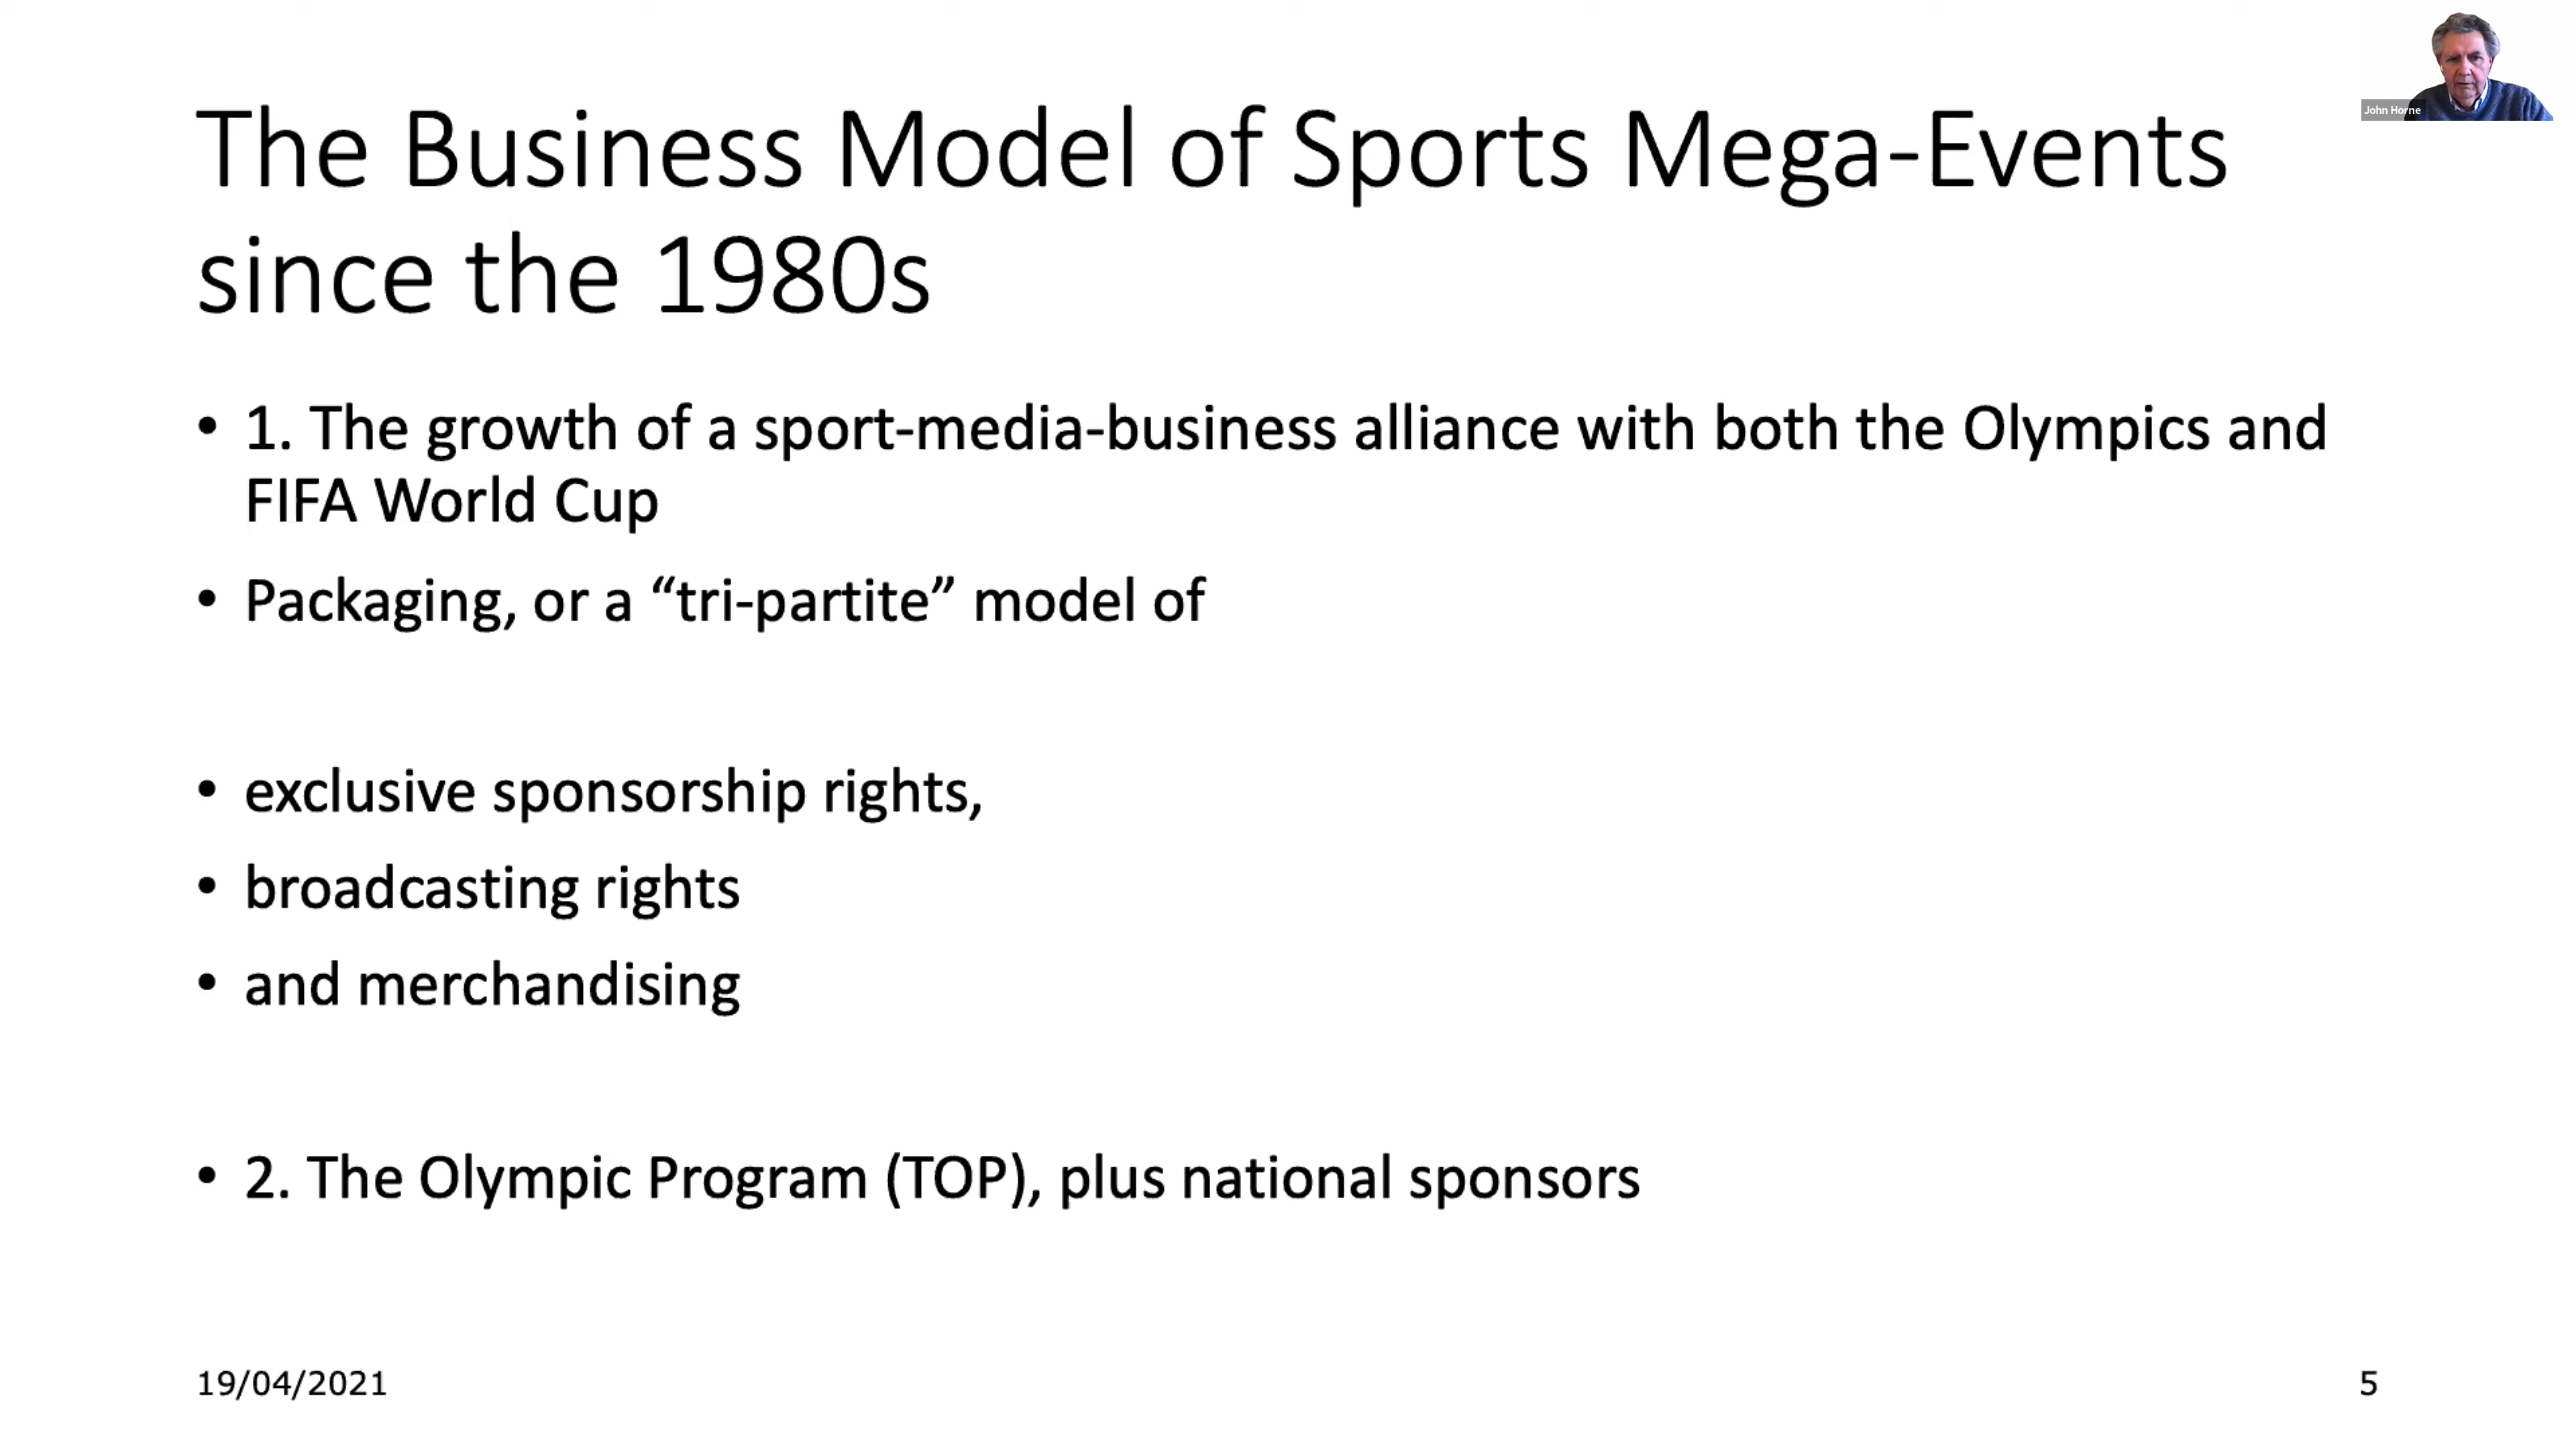 John Horne
The Business Model of Sports Mega-Events
since the 1980s
• 1. The growth of a sport-media-business alliance with both the Olympics and
FIFA World Cup
• Packaging, or a “tri-partite” model of
• exclusive sponsorship rights,
• broadcasting rights
• and merchandising
• 2. The Olympic Program (TOP), plus national sponsors
19/04/2021
5